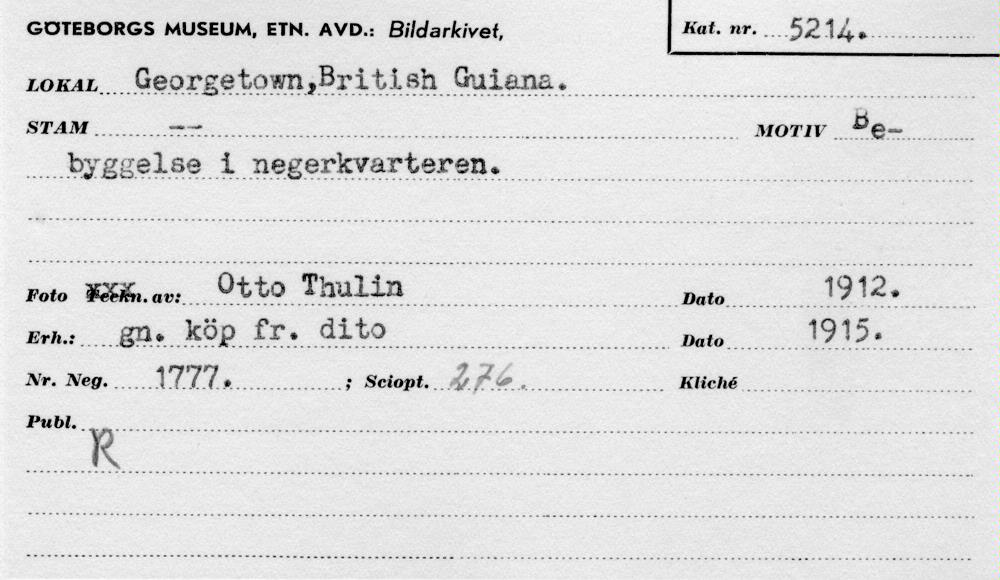 GÖTEBORGS MUSEUM, ETN. AVD.: Bildarkivet,
Kat. nr. 5214.
LOKAL Georgetown,British Guiana.
STAM -- MOTIV Be-
byggelse i negerkvarteren.
Foto Teckn. av: Otto Thulin Dato 1912.
Erh.: gn. köp fr. dito Dato 1915.
Nr. Neg. 1777. ; Sciopt. 276. Kliché
Publ.
R